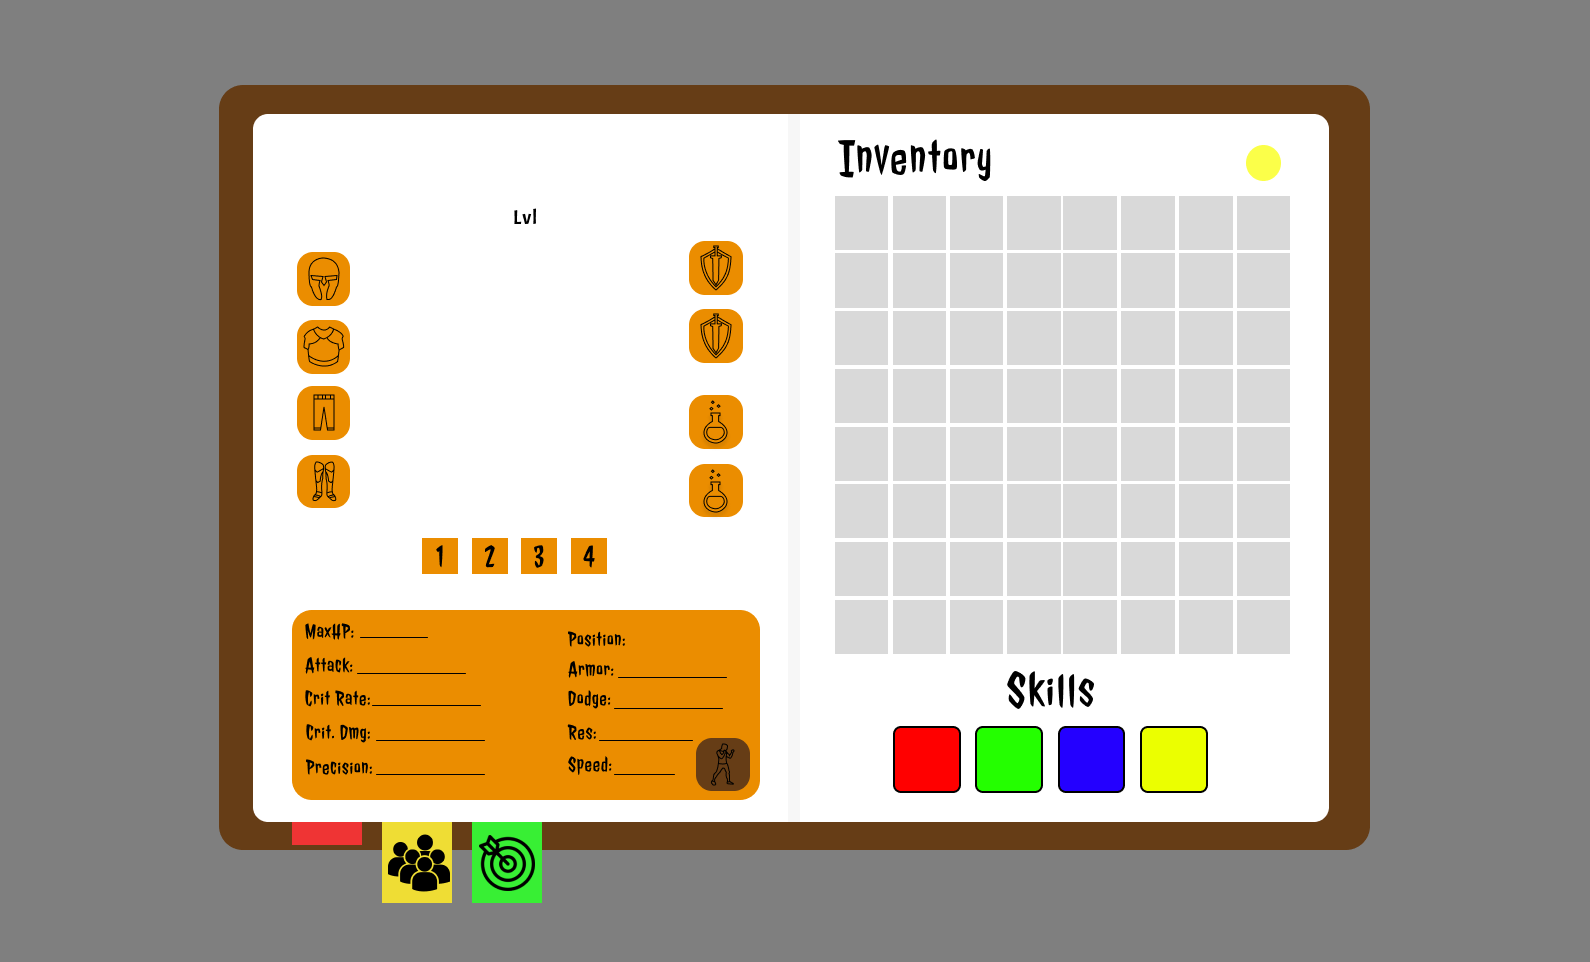 Lvl
1 2 3 4
MaxHP:
Attack:
Crit Rate:
Crit. Dmg:
Precision:
Position:
Armor:
Dodge:
Res:
Speed:
Inventory
Skills